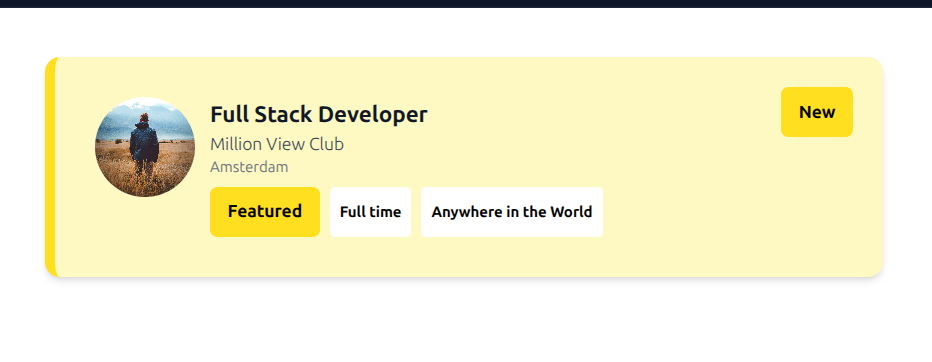 Full Stack Developer
New
Million View Club
Amsterdam
Featured Full time Anywhere in the World